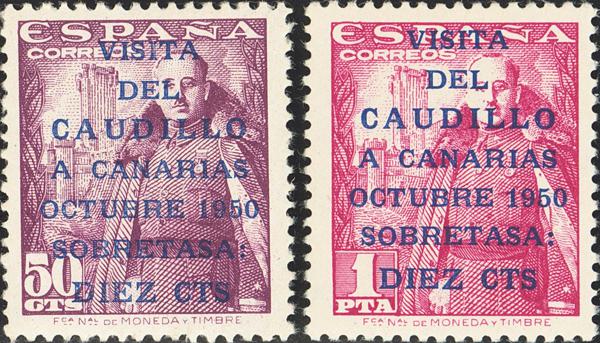 ESPAÑA
CORREOS
VISITA
DEL
CAUDILLO
A CANARIAS
OCTUBRE 1950
SOBRETASA:
DIEZ CTS
50
CTS
FCA NAL DE MONEDA Y TIMBRE
ESPAÑA
CORREOS
VISITA
DEL
CAUDILLO
A CANARIAS
OCTUBRE 1950
SOBRETASA:
DIEZ CTS
1
PTA
FCA NAL DE MONEDA Y TIMBRE